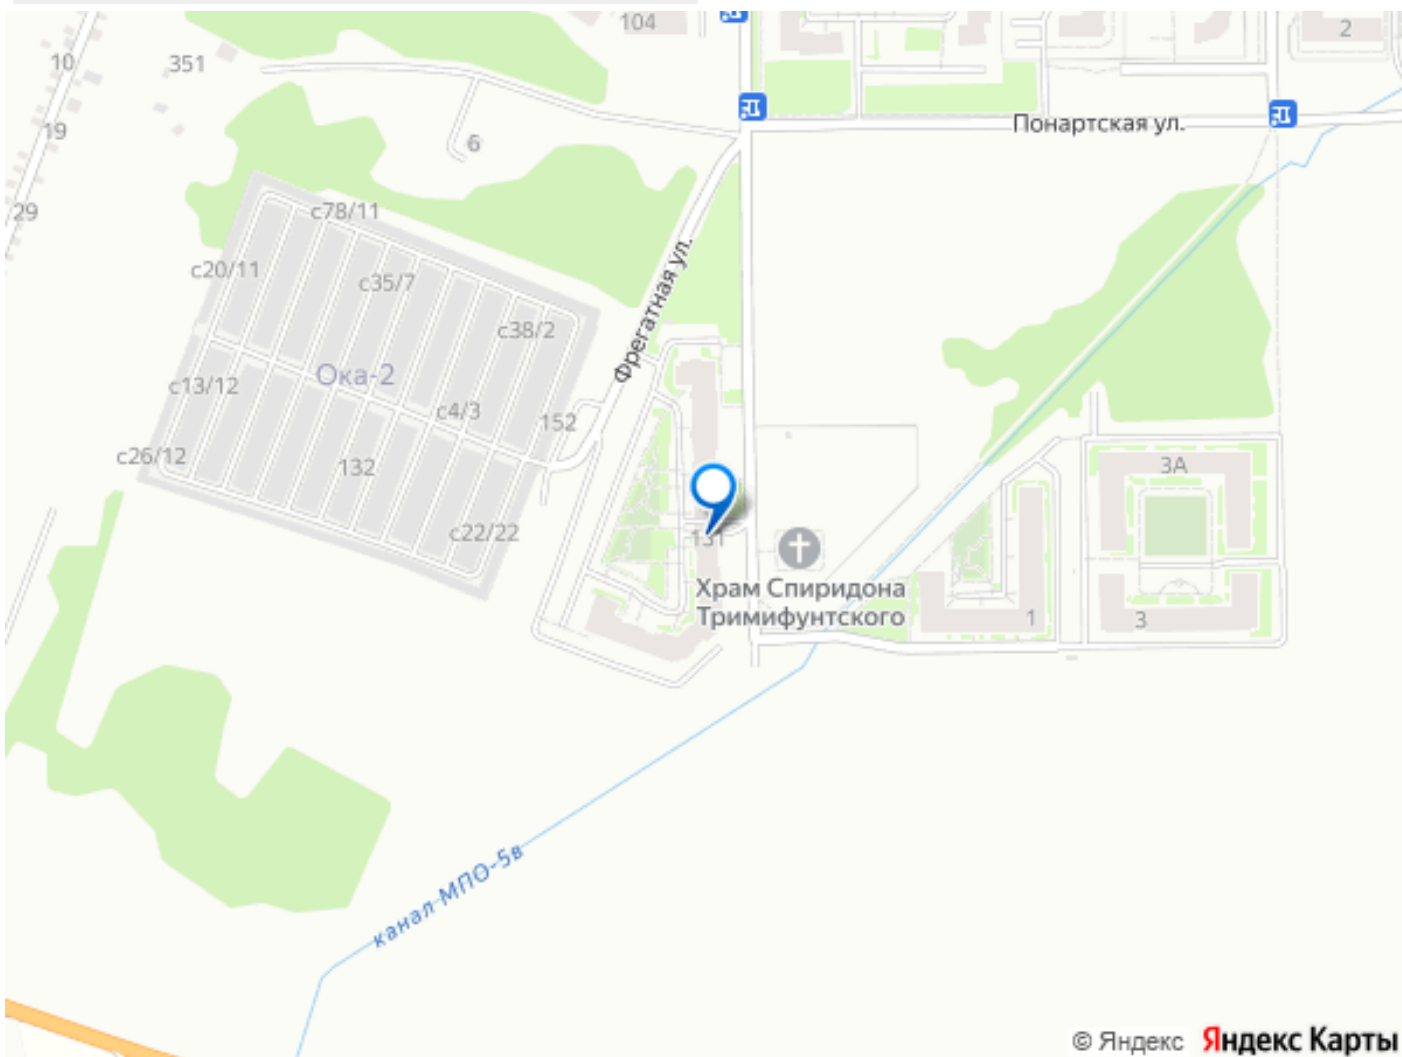 104
2
10
351
Понартская ул.
19
6
29
с78/11
с20/11
с35/7
Фрегатная ул.
с38/2
Ока-2
с13/12
с4/3
152
с26/12
132
3А
с22/22
131
Храм Спиридона
Тримифунтского
1
3
канал МПО-5в
© Яндекс Яндекс Карты